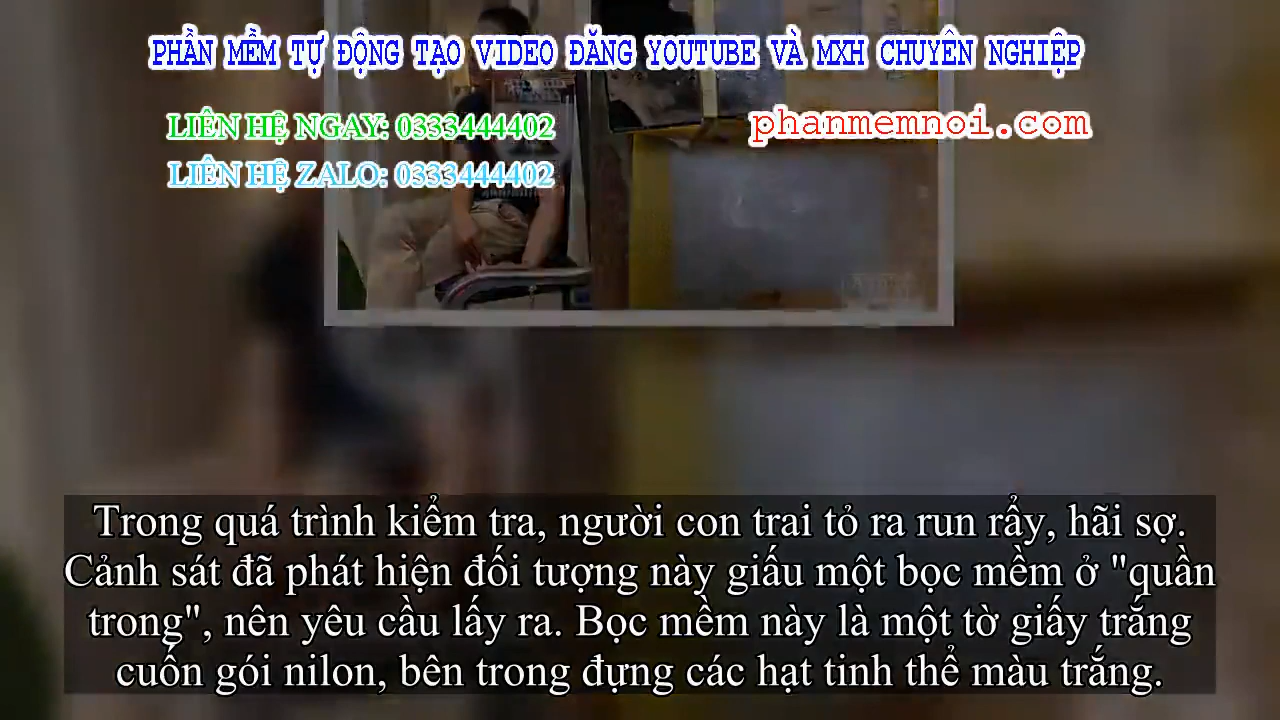 PHẦN MỀM TỰ ĐỘNG TẠO VIDEO ĐĂNG YOUTUBE VÀ MXH CHUYÊN NGHIỆP
LIÊN HỆ NGAY: 0333444402
phanmemnoi.com
LIÊN HỆ ZALO: 0333444402
Trong quá trình kiểm tra, người con trai tỏ ra run rẩy, hãi sợ.
Cảnh sát đã phát hiện đối tượng này giấu một bọc mềm ở "quần
trong", nên yêu cầu lấy ra. Bọc mềm này là một tờ giấy trắng
cuốn gói nilon, bên trong đựng các hạt tinh thể màu trắng.